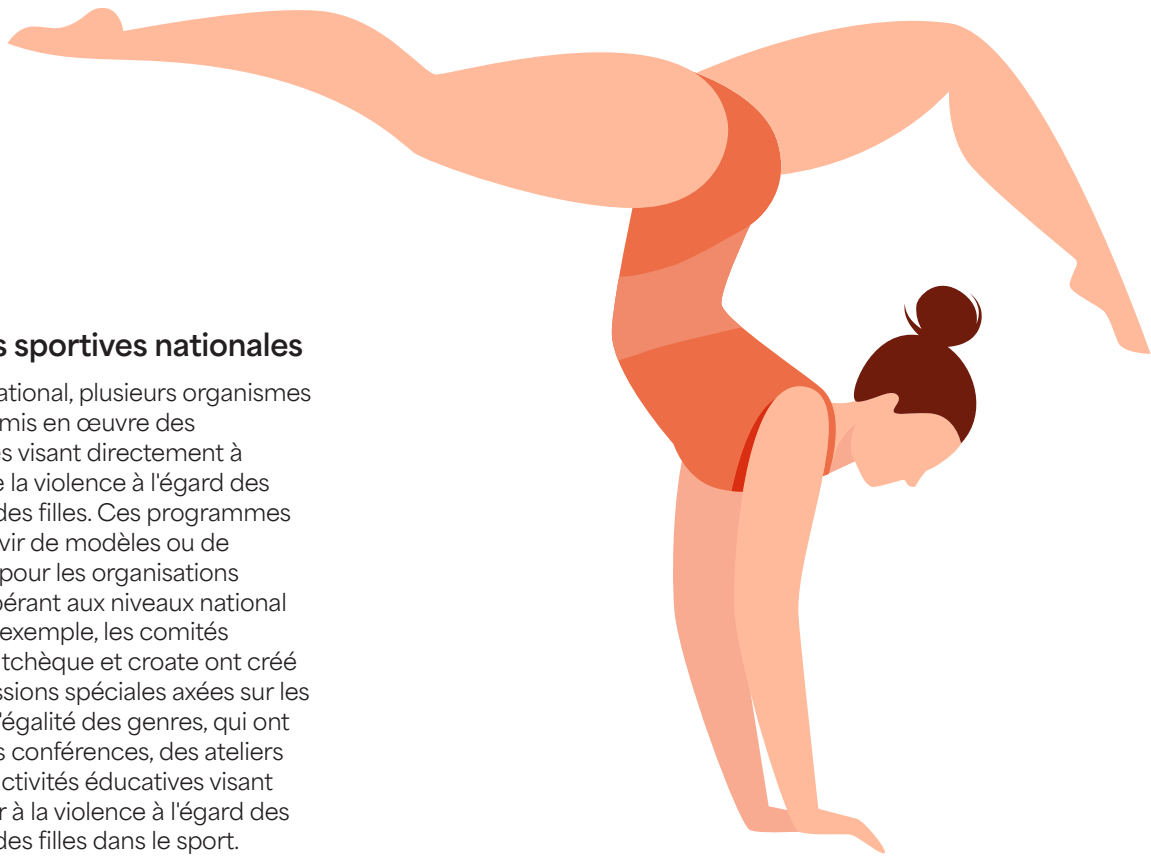 s sportives nationales
ational, plusieurs organismes
mis en œuvre des
s visant directement à
e la violence à l'égard des
des filles. Ces programmes
vir de modèles ou de
pour les organisations
pérant aux niveaux national
exemple, les comités
tchèque et croate ont créé
ssions spéciales axées sur les
l'égalité des genres, qui ont
s conférences, des ateliers
ctivités éducatives visant
r à la violence à l'égard des
des filles dans le sport.